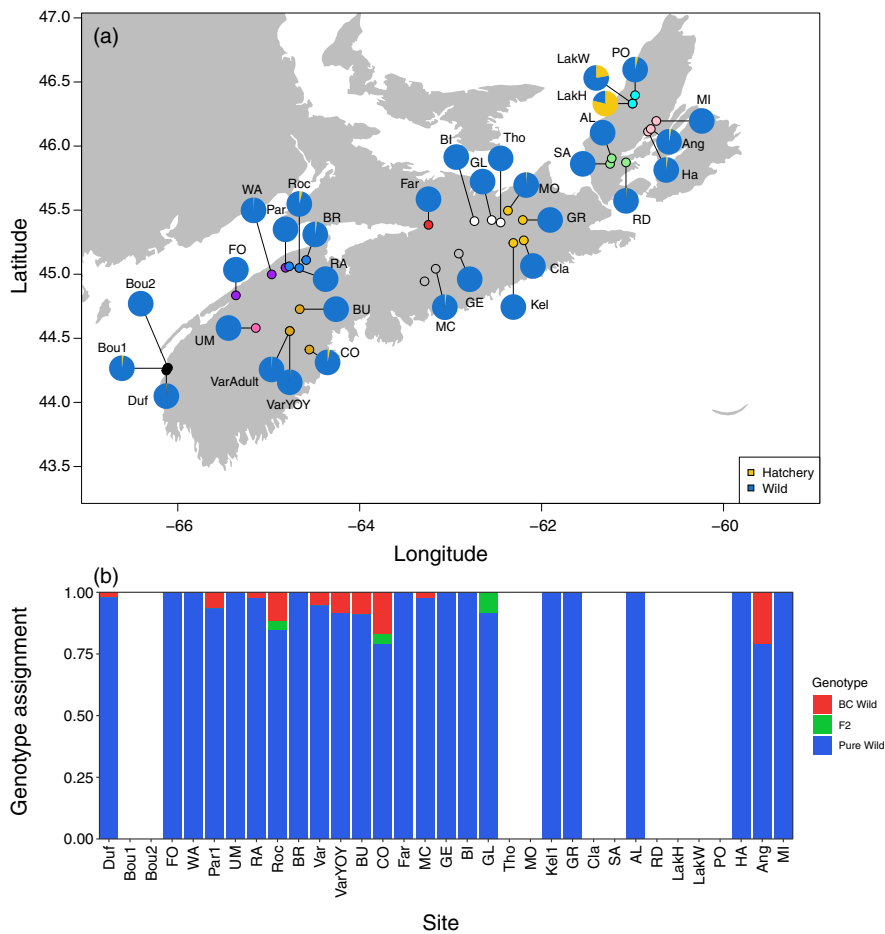 (a)
47.0
46.5
46.0
45.5
45.0
44.5
44.0
43.5
Latitude
PO
LakW
LakH
MI
AL
Ang
SA
Ha
RD
BI
Tho
GL
MO
GR
Far
Cla
Kel
GE
MC
WA
Roc
Par
BR
FO
RA
BU
Bou2
UM
CO
Bou1
VarAdult
VarYOY
Duf
Hatchery
Wild
−66
−64
−62
−60
Longitude
(b)
1.00
0.75
0.50
0.25
0.00
Genotype assignment
Genotype
BC Wild
F2
Pure Wild
Duf
Bou1
Bou2
FO
WA
Par1
UM
RA
Roc
BR
Var
VarYOY
BU
CO
Far
MC
GE
BI
GL
Tho
MO
Kel1
GR
Cla
SA
AL
RD
LakH
LakW
PO
HA
Ang
MI
Site